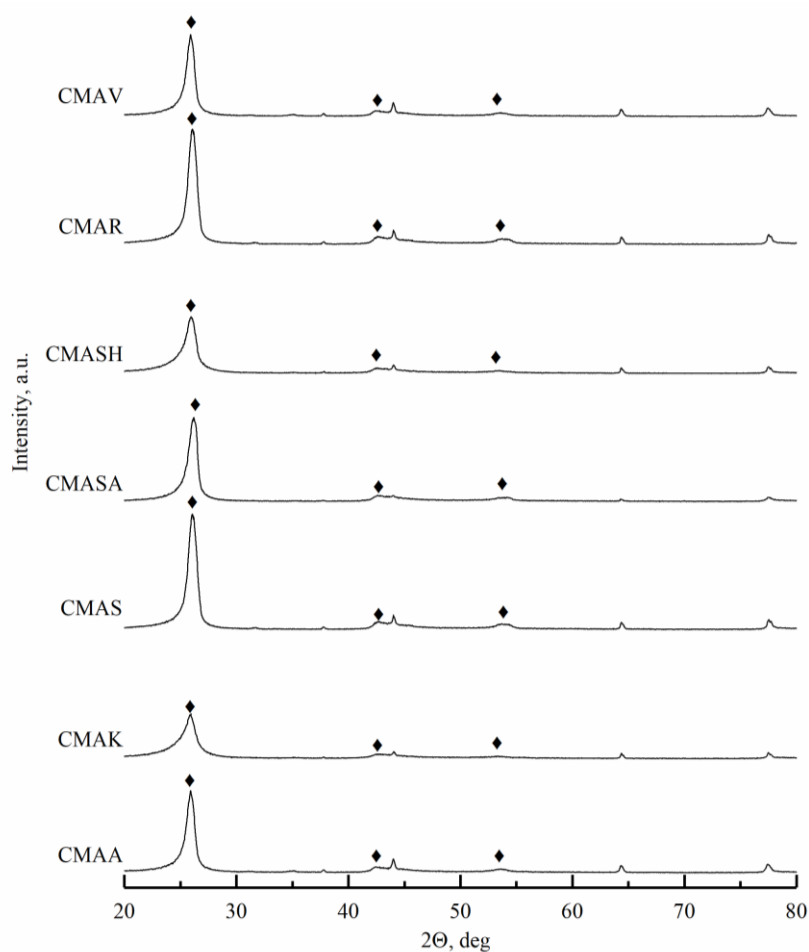 CMAV
CMAR
CMASH
Intensity, a.u.
CMASA
CMAS
CMAK
CMAA
20 30 40 50 60 70 80
2Θ, deg